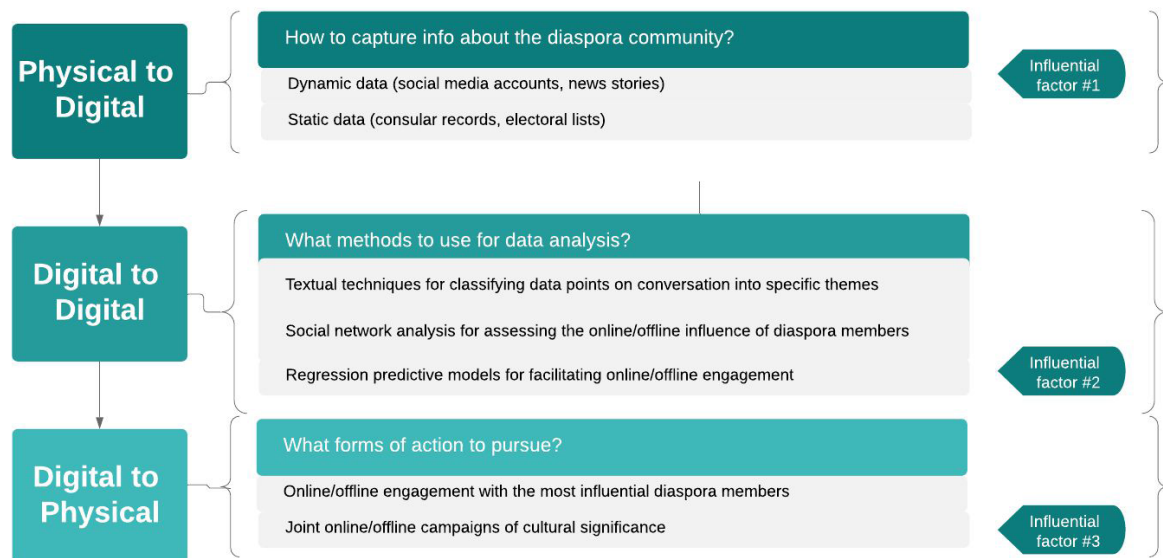 Physical to
Digital
How to capture info about the diaspora community?
Dynamic data (social media accounts, news stories)
Static data (consular records, electoral lists)
Influential
factor #1
Digital to
Digital
What methods to use for data analysis?
Textual techniques for classifying data points on conversation into specific themes
Social network analysis for assessing the online/offline influence of diaspora members
Regression predictive models for facilitating online/offline engagement
Influential
factor #2
Digital to
Physical
What forms of action to pursue?
Online/offline engagement with the most influential diaspora members
Joint online/offline campaigns of cultural significance
Influential
factor #3